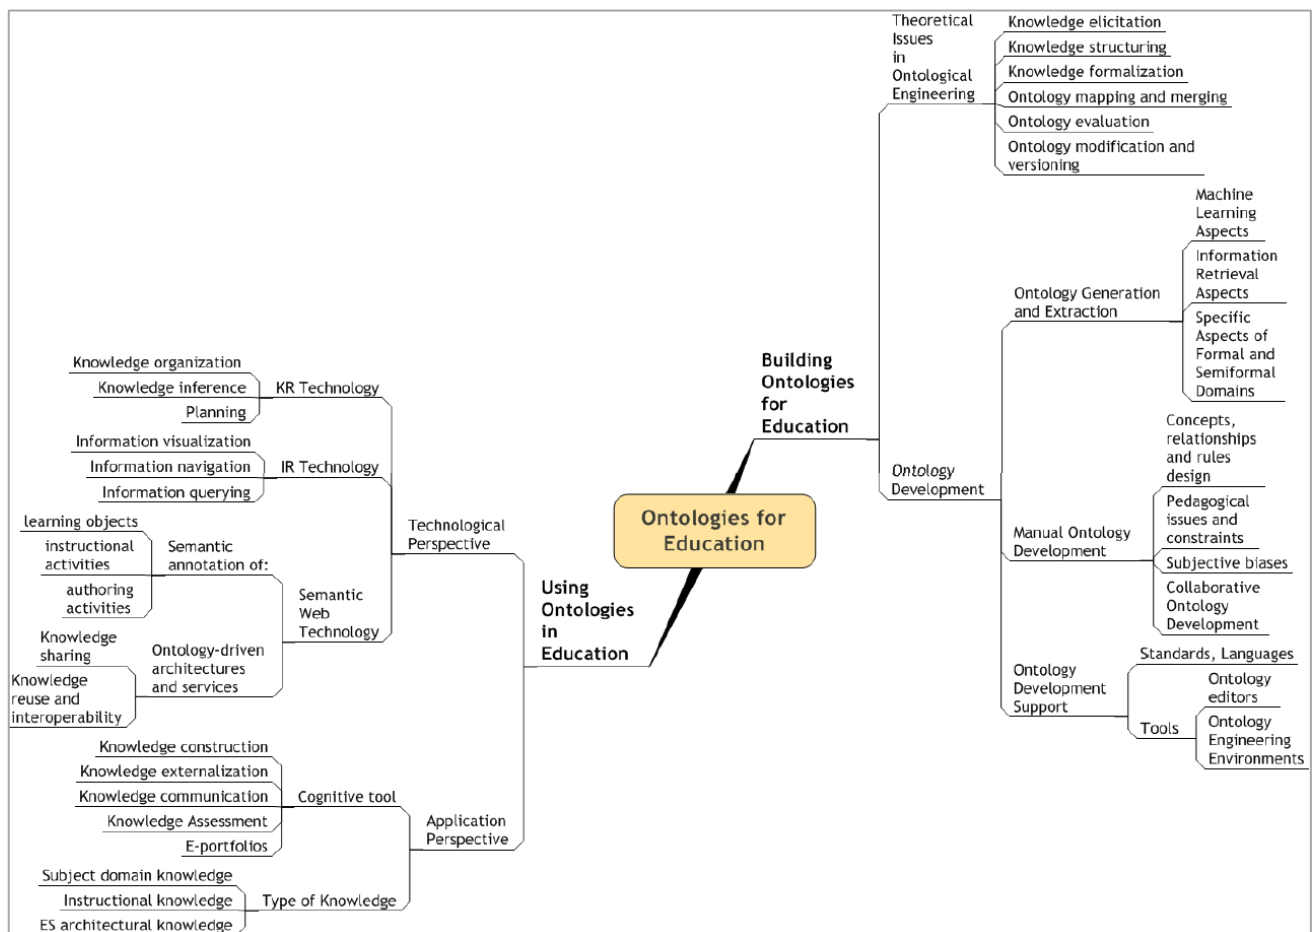 Theoretical
Issues
in
Ontological
Engineering
Knowledge elicitation
Knowledge structuring
Knowledge formalization
Ontology mapping and merging
Ontology evaluation
Ontology modification and
versioning
Building
Ontologies
for
Education
Ontology
Development
Ontology Generation
and Extraction
Machine
Learning
Aspects
Information
Retrieval
Aspects
Specific
Aspects of
Formal and
Semiformal
Domains
Manual Ontology
Development
Concepts,
relationships
and rules
design
Pedagogical
issues and
constraints
Subjective biases
Collaborative
Ontology
Development
Ontology
Development
Support
Standards, Languages
Tools
Ontology
editors
Ontology
Engineering
Environments
Ontologies for
Education
Using
Ontologies
in
Education
Technological
Perspective
KR Technology
Knowledge organization
Knowledge inference
Planning
IR Technology
Information visualization
Information navigation
Information querying
Semantic
Web
Technology
Semantic
annotation of:
learning objects
instructional
activities
authoring
activities
Ontology-driven
architectures
and services
Knowledge
sharing
Knowledge
reuse and
interoperability
Application
Perspective
Cognitive tool
Knowledge construction
Knowledge externalization
Knowledge communication
Knowledge Assessment
E-portfolios
Type of Knowledge
Subject domain knowledge
Instructional knowledge
ES architectural knowledge